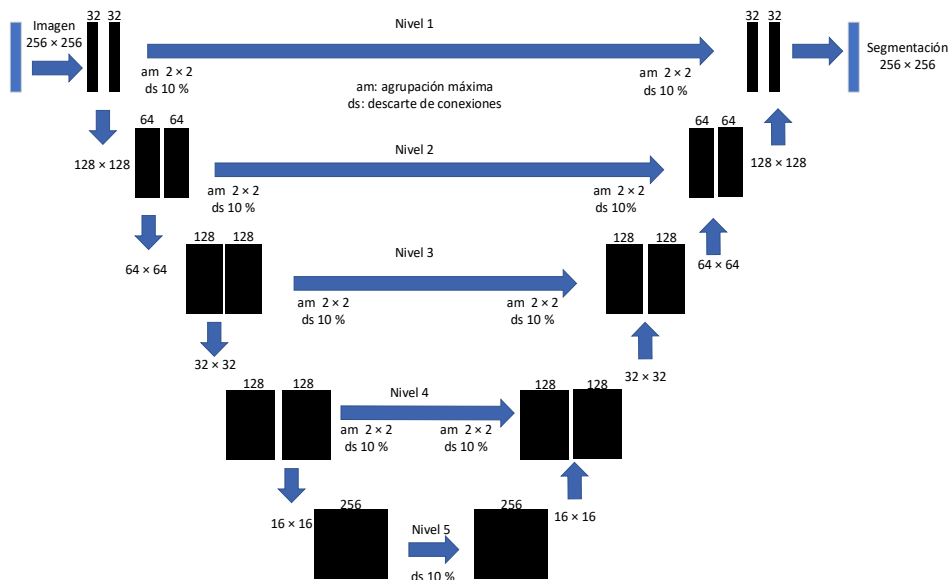 Imagen
256 × 256
32 32
Nivel 1
32 32
Segmentación
256 × 256
am 2 × 2
ds 10 %
am: agrupación máxima
ds: descarte de conexiones
am 2 × 2
ds 10 %
128 × 128
64 64
Nivel 2
64 64
128 × 128
am 2 × 2
ds 10 %
am 2 × 2
ds 10%
64 × 64
128 128
Nivel 3
128 128
64 × 64
am 2 × 2
ds 10 %
am 2 × 2
ds 10 %
32 × 32
128 128
Nivel 4
128 128
32 × 32
am 2 × 2
ds 10 %
am 2 × 2
ds 10 %
16 × 16
256
Nivel 5
256
16 × 16
ds 10 %